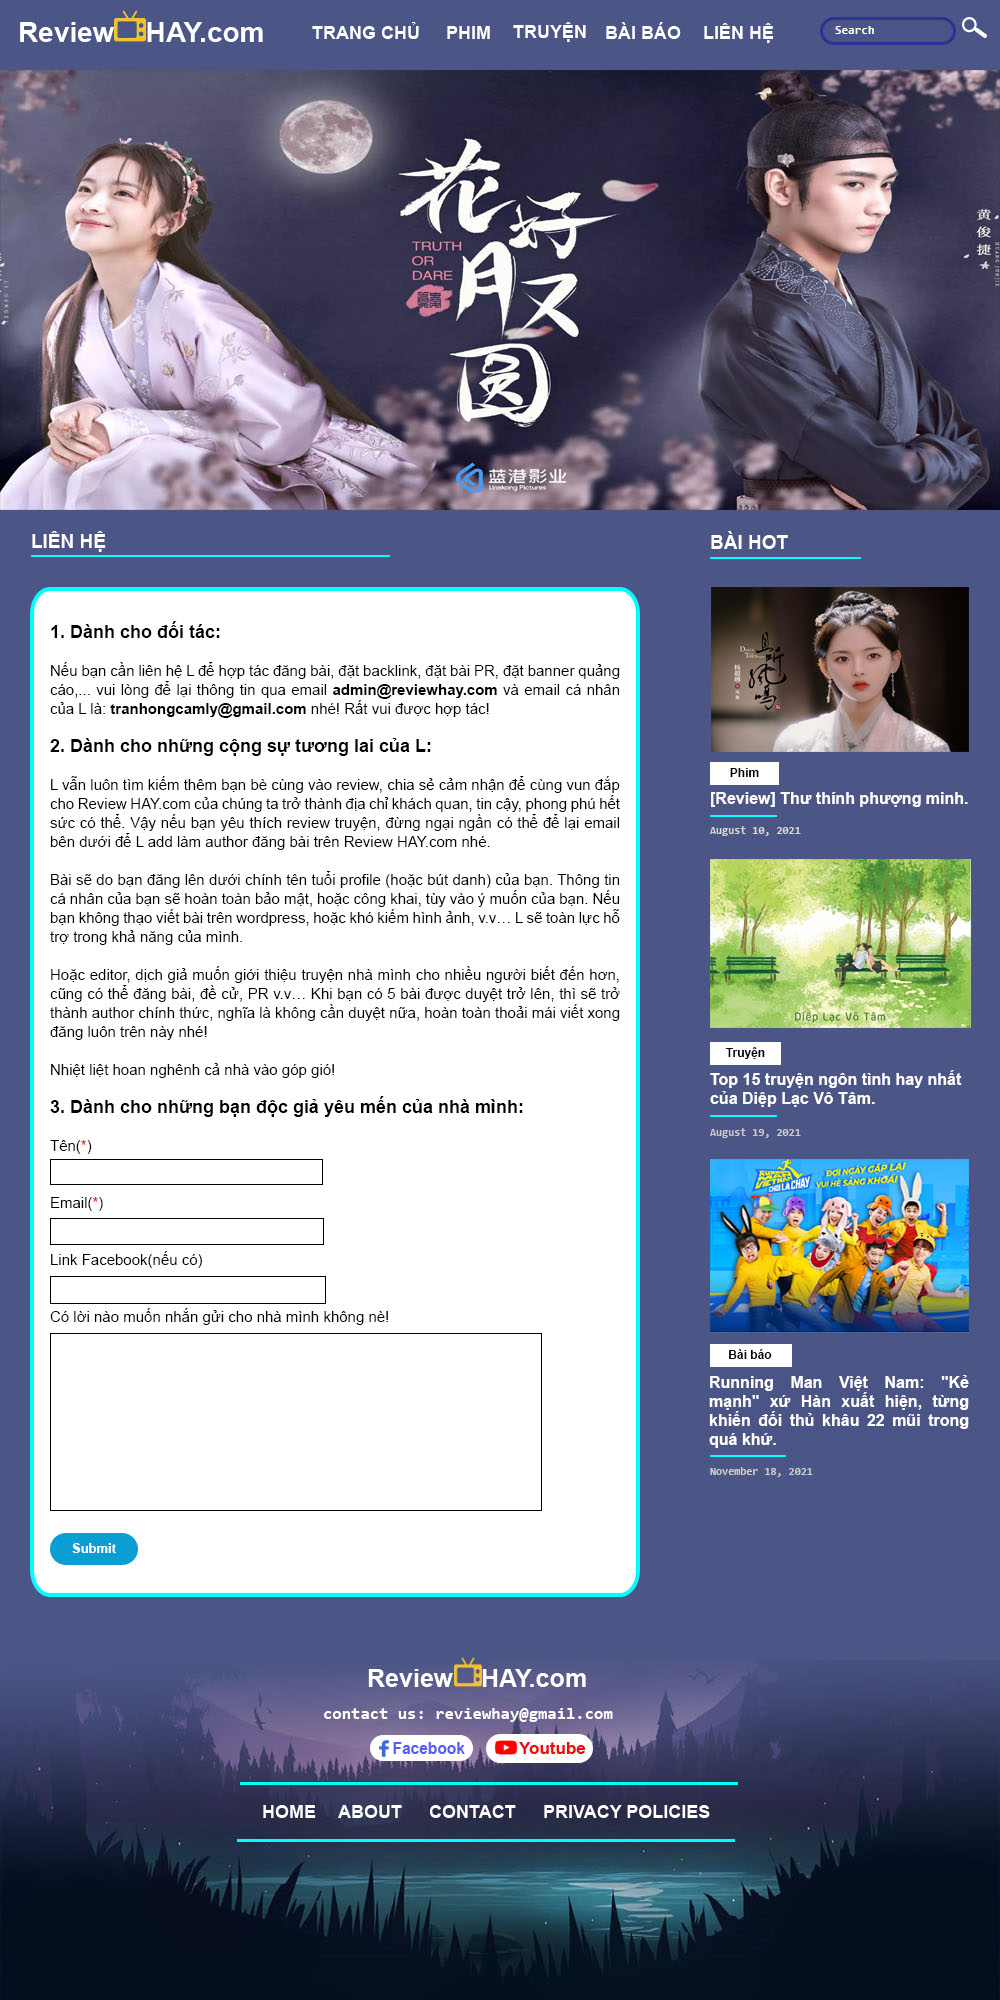 ReviewHAY.com
TRANG CHỦ PHIM TRUYỆN BÀI BÁO LIÊN HỆ
Search
花好月又圆
TRUTH
OR
DARE
黄俊捷
蓝港影业
Linekong Pictures
LIÊN HỆ
1. Dành cho đối tác:
Nếu bạn cần liên hệ L để hợp tác đăng bài, đặt backlink, đặt bài PR, đặt banner quảng
cáo,... vui lòng để lại thông tin qua email admin@reviewhay.com và email cá nhân
của L là: tranhongcamly@gmail.com nhé! Rất vui được hợp tác!
2. Dành cho những cộng sự tương lai của L:
L vẫn luôn tìm kiếm thêm bạn bè cùng vào review, chia sẻ cảm nhận để cùng vun đắp
cho Review HAY.com của chúng ta trở thành địa chỉ khách quan, tin cậy, phong phú hết
sức có thể. Vậy nếu bạn yêu thích review truyện, đừng ngại ngần có thể để lại email
bên dưới để L add làm author đăng bài trên Review HAY.com nhé.
Bài sẽ do bạn đăng lên dưới chính tên tuổi profile (hoặc bút danh) của bạn. Thông tin
cá nhân của bạn sẽ hoàn toàn bảo mật, hoặc công khai, tùy vào ý muốn của bạn. Nếu
bạn không thạo viết bài trên wordpress, hoặc khó kiếm hình ảnh, v.v… L sẽ toàn lực hỗ
trợ trong khả năng của mình.
Hoặc editor, dịch giả muốn giới thiệu truyện nhà mình cho nhiều người biết đến hơn,
cũng có thể đăng bài, đề cử, PR v.v… Khi bạn có 5 bài được duyệt trở lên, thì sẽ trở
thành author chính thức, nghĩa là không cần duyệt nữa, hoàn toàn thoải mái viết xong
đăng luôn trên này nhé!
Nhiệt liệt hoan nghênh cả nhà vào góp gió!
3. Dành cho những bạn độc giả yêu mến của nhà mình:
Tên(*)
Email(*)
Link Facebook(nếu có)
Có lời nào muốn nhắn gửi cho nhà mình không nè!
Submit
BÀI HOT
且听凤鸣
杨超越
Phim
[Review] Thư thính phượng minh.
August 10, 2021
Diệp Lạc Vô Tâm
Truyện
Top 15 truyện ngôn tình hay nhất
của Diệp Lạc Vô Tâm.
August 19, 2021
RUNNING MAN
VIETNAM
CHƠI LÀ CHẠY
ĐỢI NGÀY GẶP LẠI
VUI HẾ SẢNG KHOÁI
Bài báo
Running Man Việt Nam: "Kẻ
mạnh" xứ Hàn xuất hiện, từng
khiến đối thủ khâu 22 mũi trong
quá khứ.
November 18, 2021
ReviewHAY.com
contact us: reviewhay@gmail.com
Facebook Youtube
HOME ABOUT CONTACT PRIVACY POLICIES